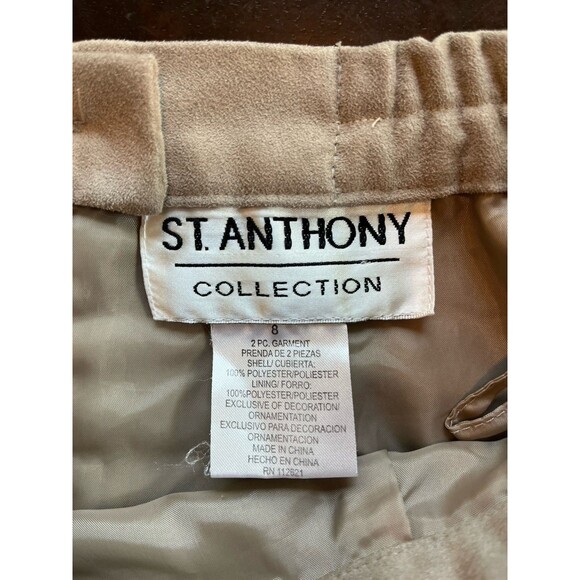 ST. ANTHONY
COLLECTION
8
2 PC. GARMENT
PRENDA DE 2 PIEZAS
SHELL/ CUBIERTA:
100% POLYESTER/POLIESTER
LINING/ FORRO:
100%POLYESTER/POLIESTER
EXCLUSIVE OF DECORATION/
ORNAMENTATION
EXCLUSIVO PARA DECORACION
ORNAMENTACION
MADE IN CHINA
HECHO EN CHINA
RN 112821